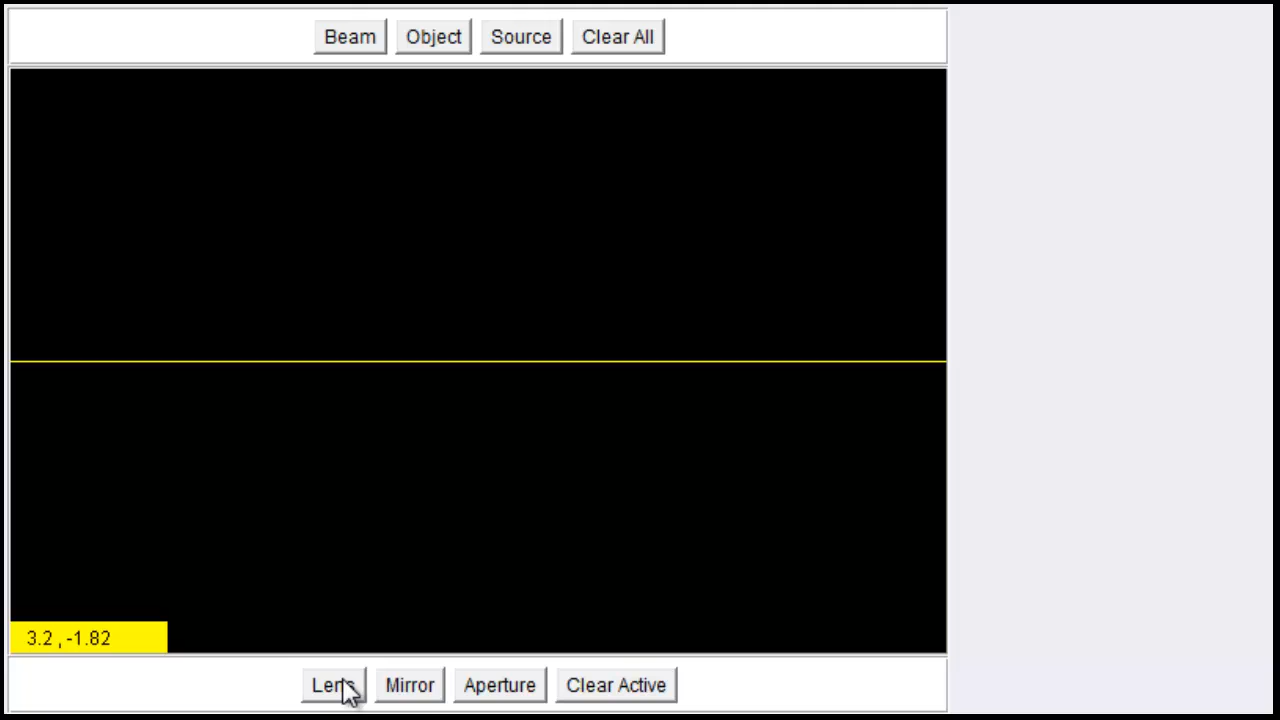 Beam Object Source Clear All
3.2 , -1.82
Lens Mirror Aperture Clear Active